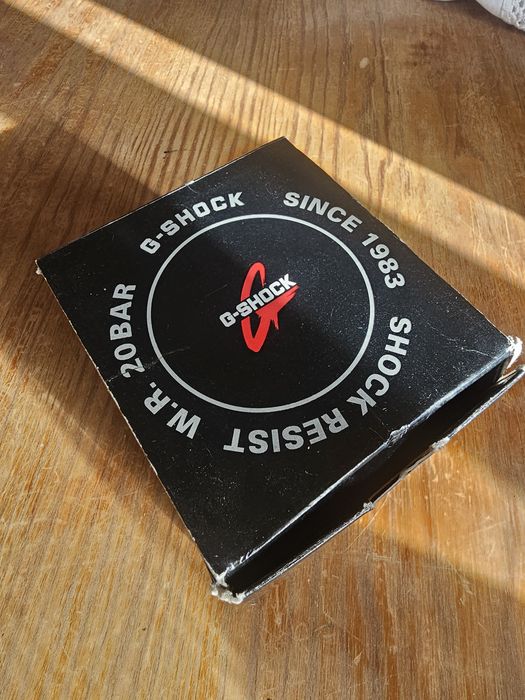 G-SHOCK
SINCE 1983
SHOCK RESIST
W.R. 20BAR
G-SHOCK